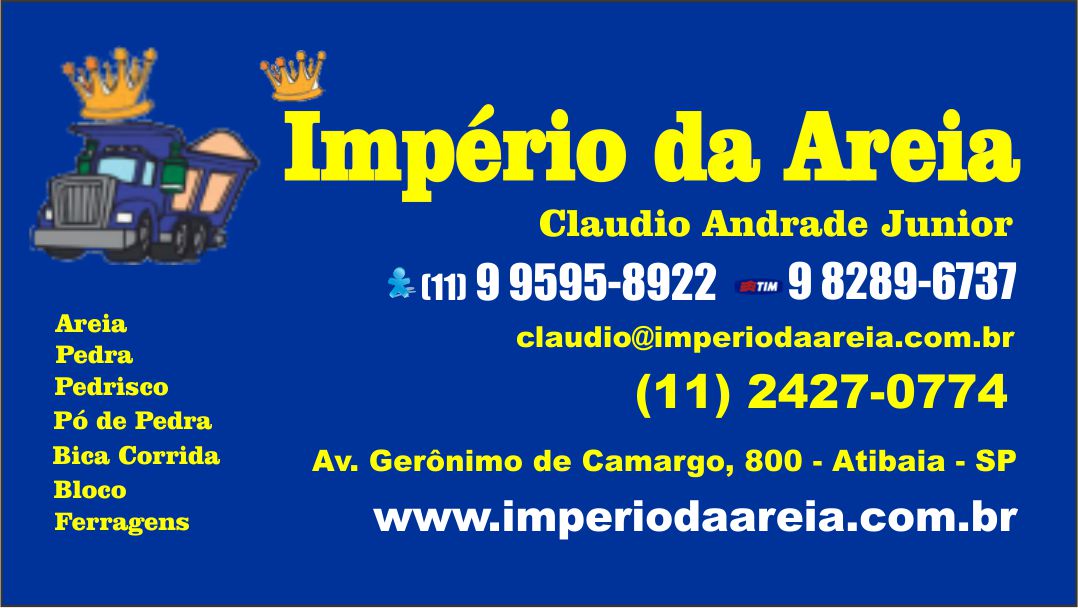 Império da Areia
Claudio Andrade Junior
(11) 9 9595-8922 TIM 9 8289-6737
claudio@imperiodaareia.com.br
(11) 2427-0774
Av. Gerônimo de Camargo, 800 - Atibaia - SP
www.imperiodaareia.com.br
Areia
Pedra
Pedrisco
Pó de Pedra
Bica Corrida
Bloco
Ferragens